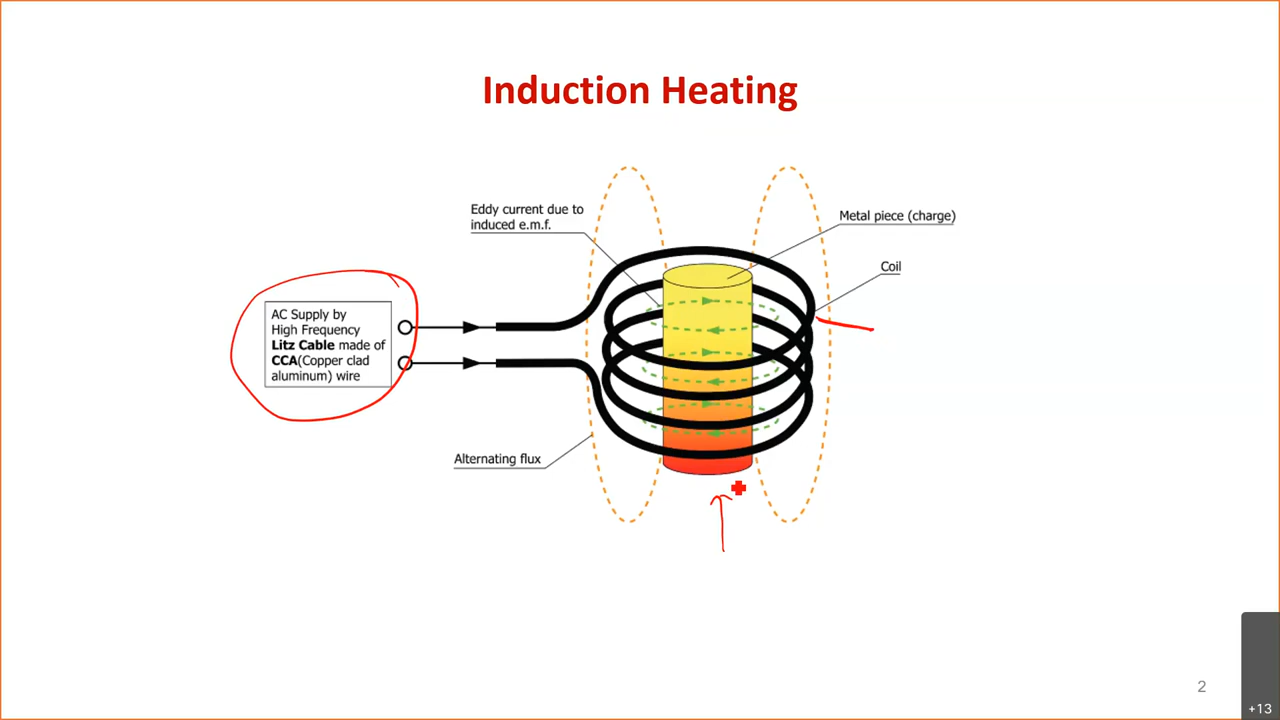 Induction Heating
Eddy current due to
induced e.m.f.
Metal piece (charge)
Coil
AC Supply by
High Frequency
Litz Cable made of
CCA(Copper clad
aluminum) wire
Alternating flux
2
+13